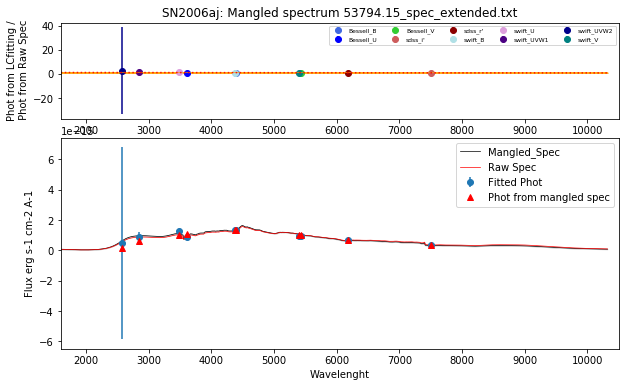 SN2006aj: Mangled spectrum 53794.15_spec_extended.txt
Phot from LCfitting /
Phot from Raw Spec
40
20
0
−20
Bessell_B
Bessell_U
Bessell_V
sdss_i'
sdss_r'
swift_B
swift_U
swift_UVW1
swift_UVW2
swift_V
2000 3000 4000 5000 6000 7000 8000 9000 10000
1e−15
Flux erg s-1 cm-2 A-1
6
4
2
0
−2
−4
−6
Mangled_Spec
Raw Spec
Fitted Phot
Phot from mangled spec
2000 3000 4000 5000 6000 7000 8000 9000 10000
Wavelenght